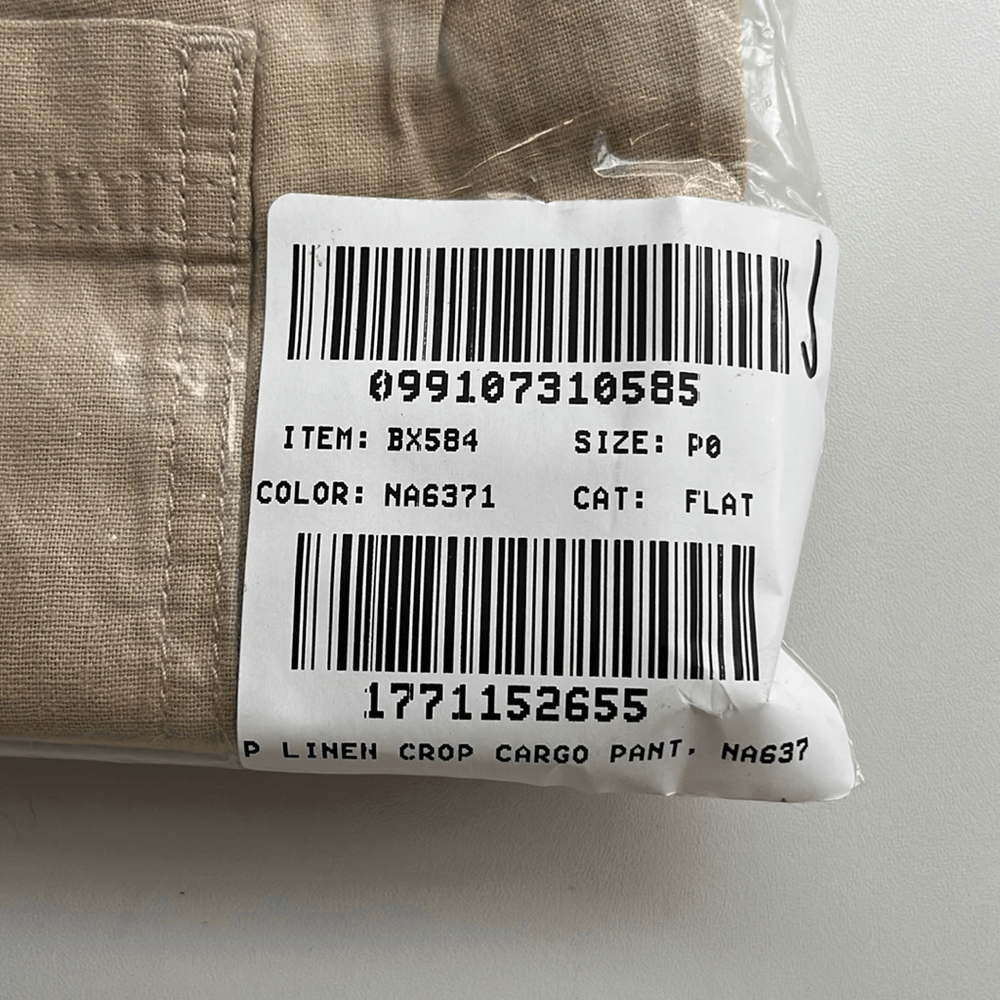 099107310585
ITEM: BX584 SIZE: P0
COLOR: NA6371 CAT: FLAT
1771152655
P LINEN CROP CARGO PANT, NA637